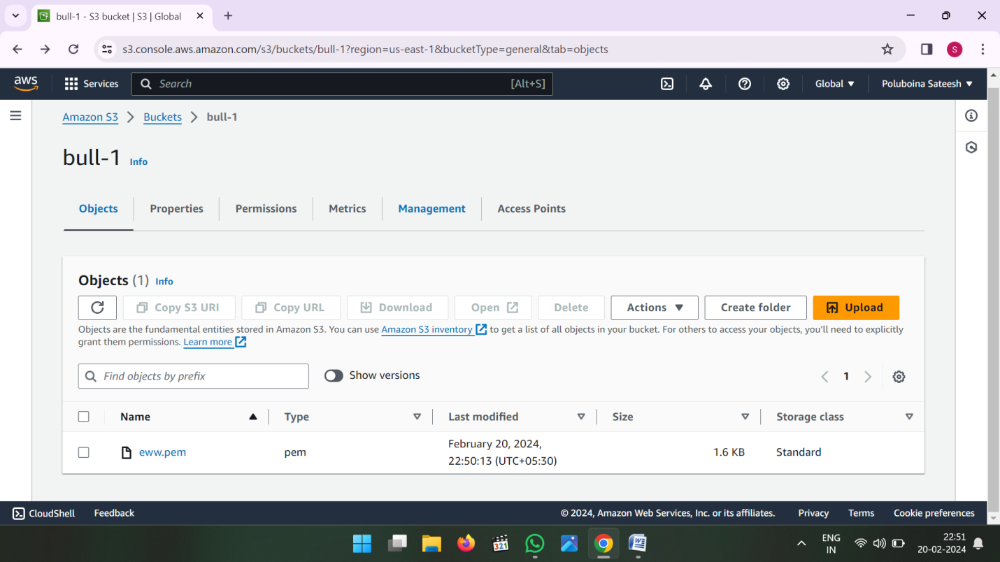 bull-1 - S3 bucket | S3 | Global
s3.console.aws.amazon.com/s3/buckets/bull-1?region=us-east-1&bucketType=general&tab=objects
S
aws
Services
Search
[Alt+S]
Global
Poluboina Sateesh
Amazon S3
Buckets
bull-1
bull-1 Info
Objects
Properties
Permissions
Metrics
Management
Access Points
Objects (1) Info
Copy S3 URI
Copy URL
Download
Open
Delete
Actions
Create folder
Upload
Objects are the fundamental entities stored in Amazon S3. You can use Amazon S3 inventory to get a list of all objects in your bucket. For others to access your objects, you'll need to explicitly
grant them permissions. Learn more
Find objects by prefix
Show versions
1
Name
Type
Last modified
Size
Storage class
eww.pem
pem
February 20, 2024,
22:50:13 (UTC+05:30)
1.6 KB
Standard
CloudShell
Feedback
© 2024, Amazon Web Services, Inc. or its affiliates.
Privacy
Terms
Cookie preferences
321
ENG
IN
22:51
20-02-2024